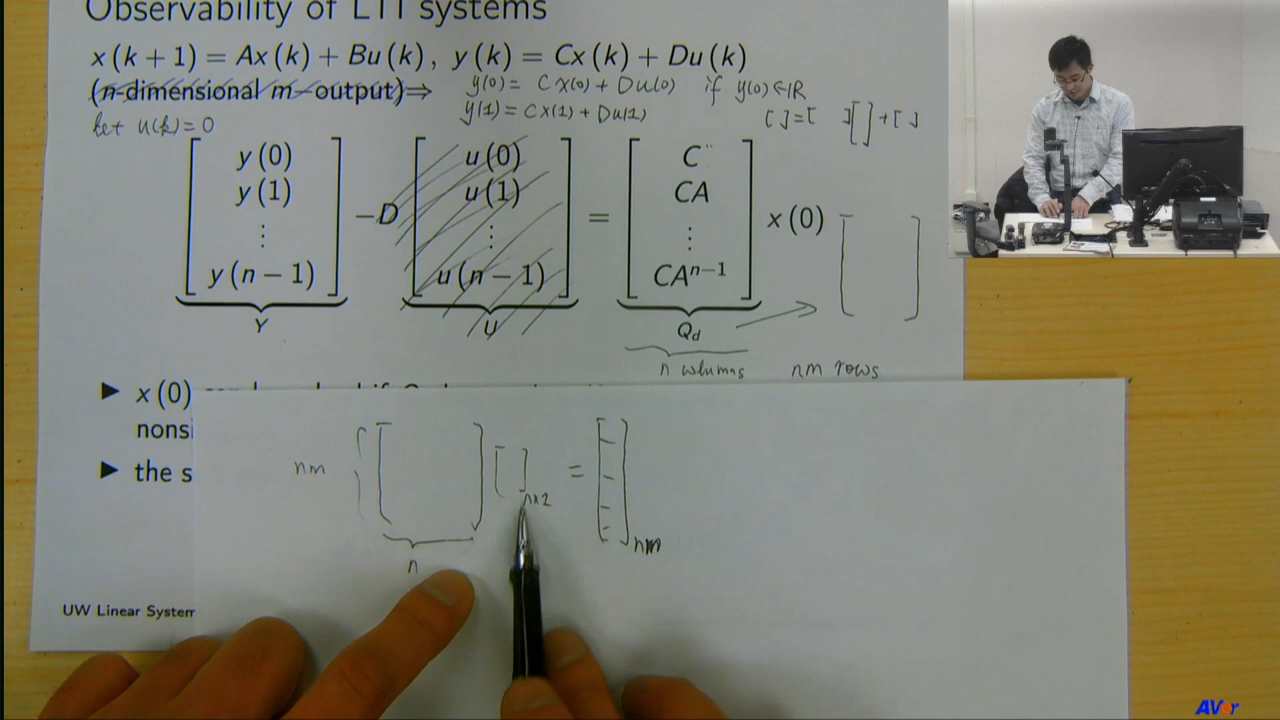 Observability of LTI systems
x(k+1) = Ax(k) + Bu(k), y(k) = Cx(k) + Du(k)
(n-dimensional m-output)⇒ y(0) = Cx(0) + Du(0) if y(0)∈ℝ
let u(k)=0 y(1) = Cx(1) + Du(1) [ ]=[ ][ ]+[ ]
y(0) u(0) C
y(1) −D u(1) = CA x(0)
⋮ ⋮ ⋮
y(n−1) u(n−1) CA^{n−1}
Y U Q_d
n columns nm rows
▶ x(0)
nonsi
▶ the s
nm [ ] [ ]_{nx1} = [ ]_{nm}
n
UW Linear System
AVer